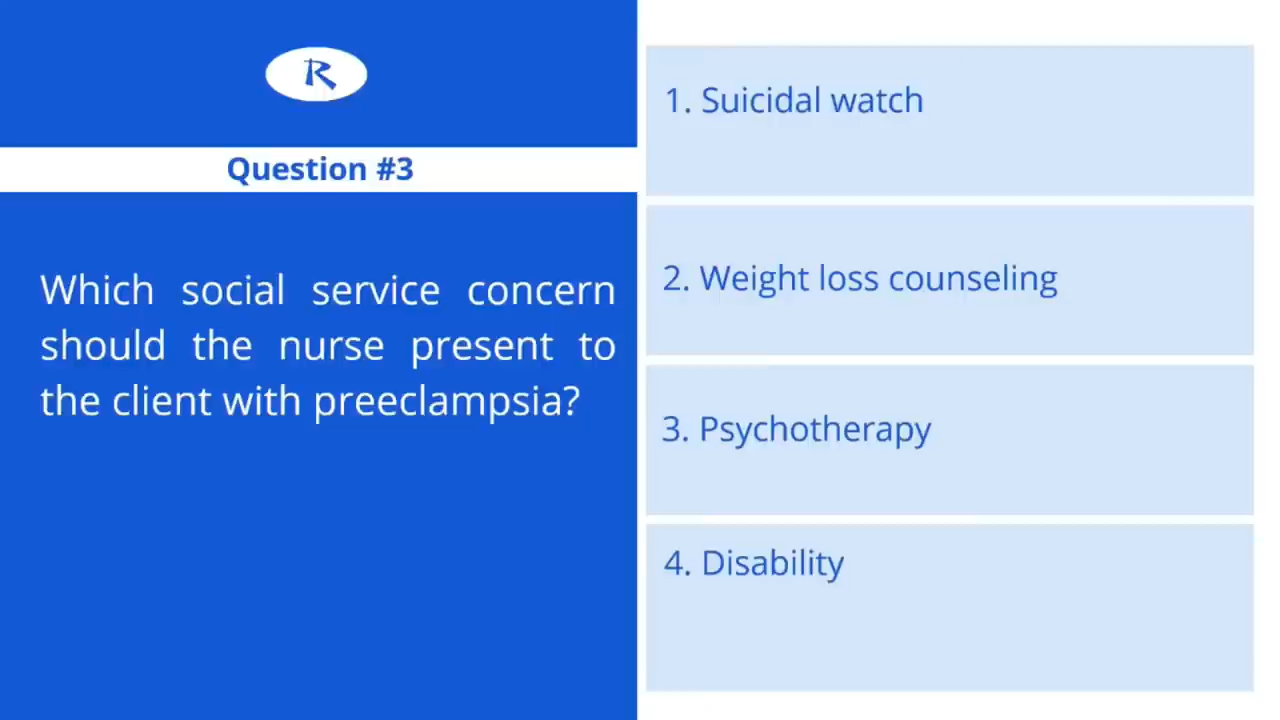 R
Question #3
Which social service concern
should the nurse present to
the client with preeclampsia?
1. Suicidal watch
2. Weight loss counseling
3. Psychotherapy
4. Disability